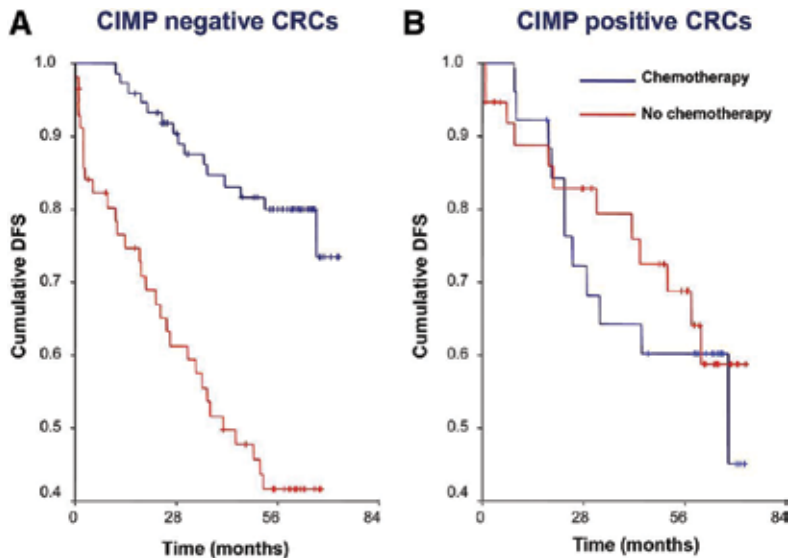 A
CIMP negative CRCs
1.0
0.9
0.8
0.7
0.6
0.5
0.4
Cumulative DFS
0
28
56
84
Time (months)
B
CIMP positive CRCs
Chemotherapy
No chemotherapy
1.0
0.9
0.8
0.7
0.6
0.5
0.4
Cumulative DFS
0
28
56
84
Time (months)